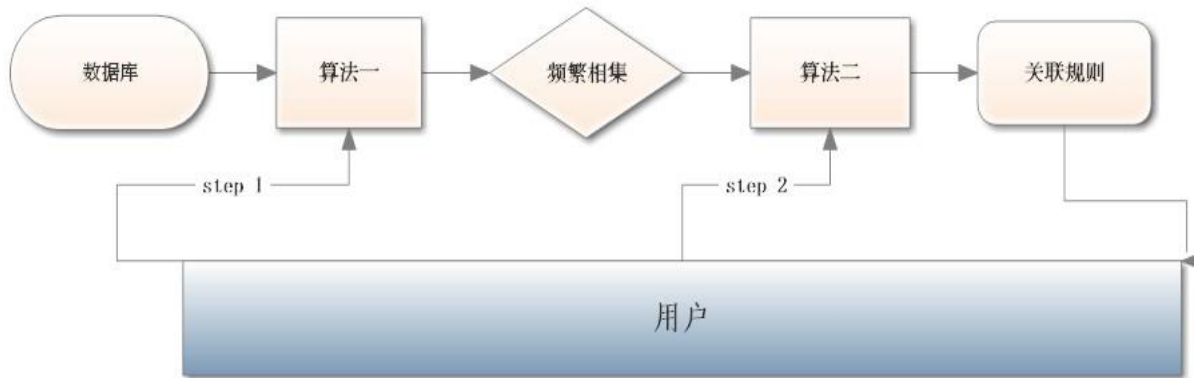 数据库
算法一
频繁相集
算法二
关联规则
step 1
step 2
用户